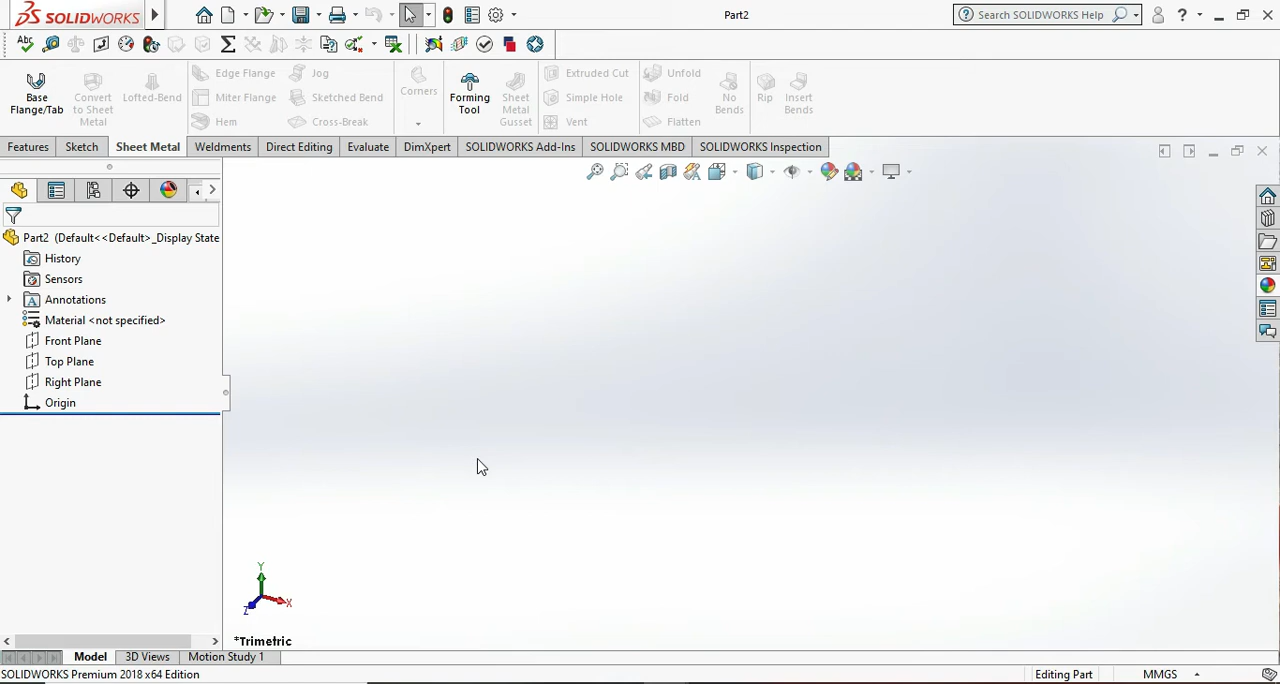 SOLIDWORKS
Part2
Search SOLIDWORKS Help
?
Abc
Base
Flange/Tab
Convert
to Sheet
Metal
Lofted-Bend
Edge Flange
Miter Flange
Hem
Jog
Sketched Bend
Cross-Break
Corners
Forming
Tool
Sheet
Metal
Gusset
Extruded Cut
Simple Hole
Vent
Unfold
Fold
Flatten
No
Bends
Rip
Insert
Bends
Features
Sketch
Sheet Metal
Weldments
Direct Editing
Evaluate
DimXpert
SOLIDWORKS Add-Ins
SOLIDWORKS MBD
SOLIDWORKS Inspection
Part2 (Default<<Default>_Display State
History
Sensors
A Annotations
Material <not specified>
Front Plane
Top Plane
Right Plane
Origin
Y
Z
X
*Trimetric
Model
3D Views
Motion Study 1
SOLIDWORKS Premium 2018 x64 Edition
Editing Part
MMGS